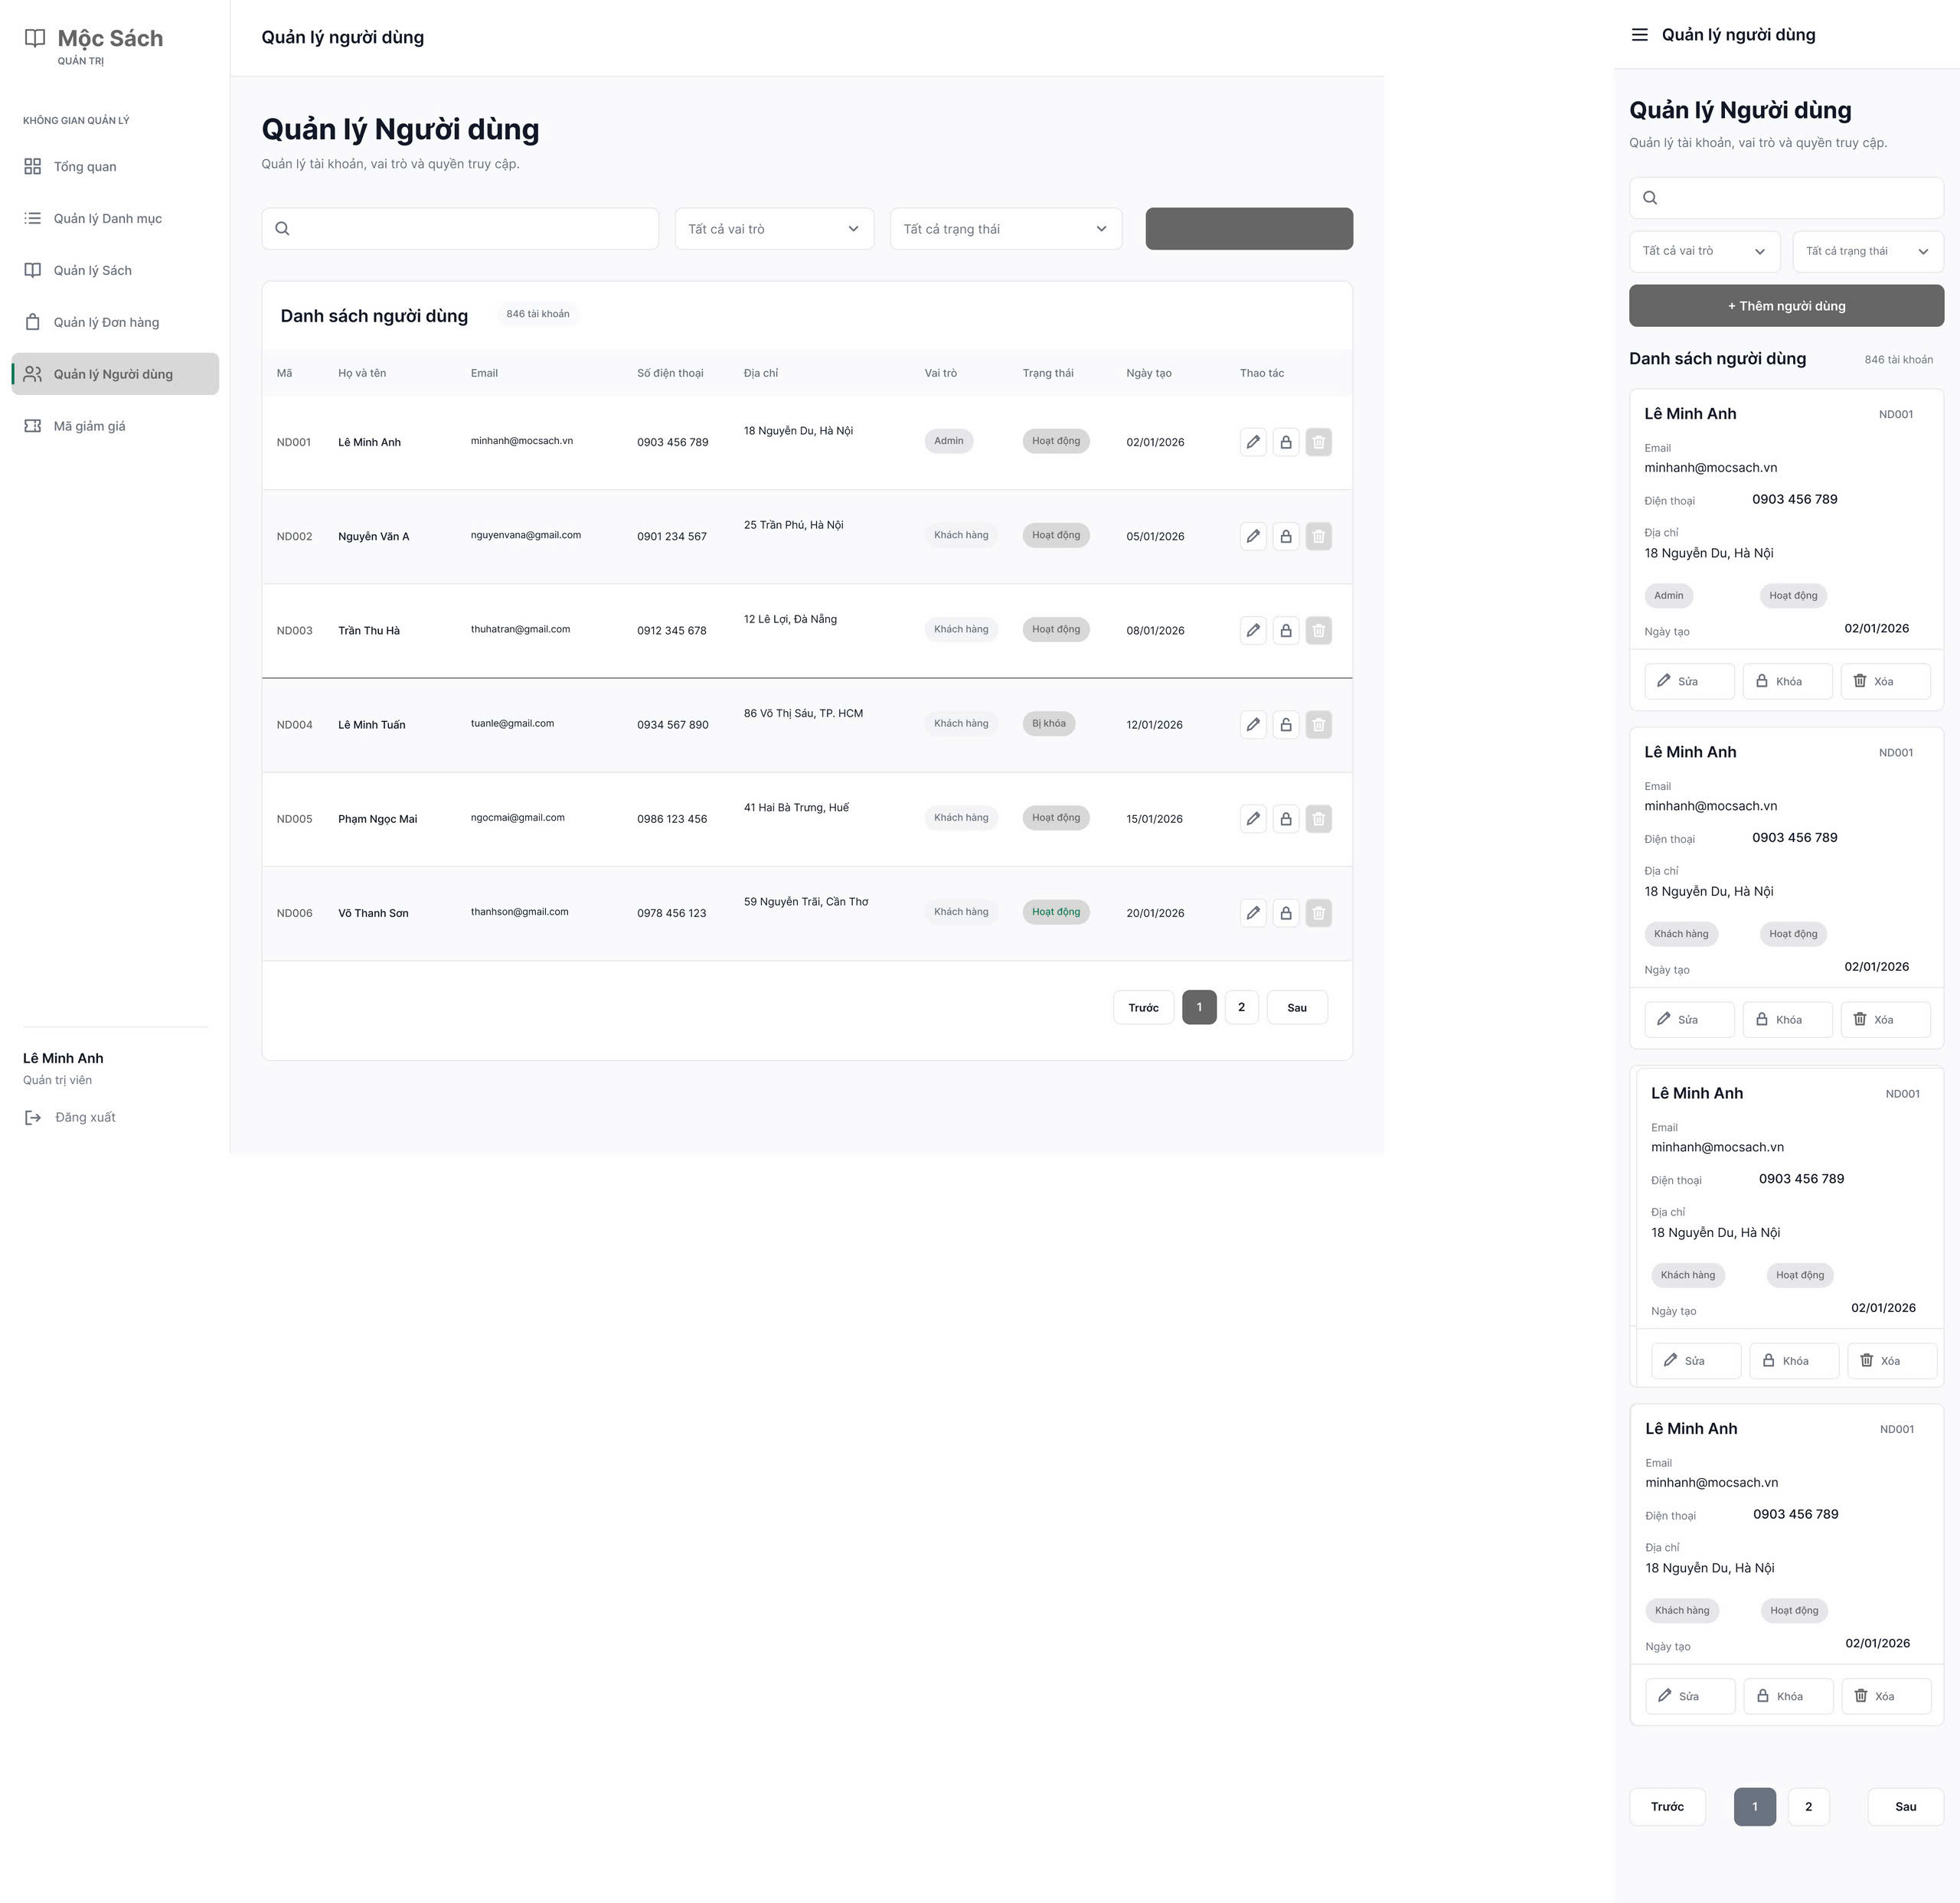 Mộc Sách
QUẢN TRỊ
KHÔNG GIAN QUẢN LÝ
Tổng quan
Quản lý Danh mục
Quản lý Sách
Quản lý Đơn hàng
Quản lý Người dùng
Mã giảm giá
Lê Minh Anh
Quản trị viên
Đăng xuất
Quản lý người dùng
Quản lý Người dùng
Quản lý tài khoản, vai trò và quyền truy cập.
Tất cả vai trò
Tất cả trạng thái
Danh sách người dùng 846 tài khoản
Mã Họ và tên Email Số điện thoại Địa chỉ Vai trò Trạng thái Ngày tạo Thao tác
ND001 Lê Minh Anh minhanh@mocsach.vn 0903 456 789 18 Nguyễn Du, Hà Nội Admin Hoạt động 02/01/2026
ND002 Nguyễn Văn A nguyenvana@gmail.com 0901 234 567 25 Trần Phú, Hà Nội Khách hàng Hoạt động 05/01/2026
ND003 Trần Thu Hà thuhatran@gmail.com 0912 345 678 12 Lê Lợi, Đà Nẵng Khách hàng Hoạt động 08/01/2026
ND004 Lê Minh Tuấn tuanle@gmail.com 0934 567 890 86 Võ Thị Sáu, TP. HCM Khách hàng Bị khóa 12/01/2026
ND005 Phạm Ngọc Mai ngocmai@gmail.com 0986 123 456 41 Hai Bà Trưng, Huế Khách hàng Hoạt động 15/01/2026
ND006 Võ Thanh Sơn thanhson@gmail.com 0978 456 123 59 Nguyễn Trãi, Cần Thơ Khách hàng Hoạt động 20/01/2026
Trước 1 2 Sau
Quản lý người dùng
Quản lý Người dùng
Quản lý tài khoản, vai trò và quyền truy cập.
Tất cả vai trò Tất cả trạng thái
+ Thêm người dùng
Danh sách người dùng 846 tài khoản
Lê Minh Anh ND001
Email
minhanh@mocsach.vn
Điện thoại 0903 456 789
Địa chỉ
18 Nguyễn Du, Hà Nội
Admin Hoạt động
Ngày tạo 02/01/2026
Sửa Khóa Xóa
Lê Minh Anh ND001
Email
minhanh@mocsach.vn
Điện thoại 0903 456 789
Địa chỉ
18 Nguyễn Du, Hà Nội
Khách hàng Hoạt động
Ngày tạo 02/01/2026
Sửa Khóa Xóa
Lê Minh Anh ND001
Email
minhanh@mocsach.vn
Điện thoại 0903 456 789
Địa chỉ
18 Nguyễn Du, Hà Nội
Khách hàng Hoạt động
Ngày tạo 02/01/2026
Sửa Khóa Xóa
Lê Minh Anh ND001
Email
minhanh@mocsach.vn
Điện thoại 0903 456 789
Địa chỉ
18 Nguyễn Du, Hà Nội
Khách hàng Hoạt động
Ngày tạo 02/01/2026
Sửa Khóa Xóa
Trước 1 2 Sau